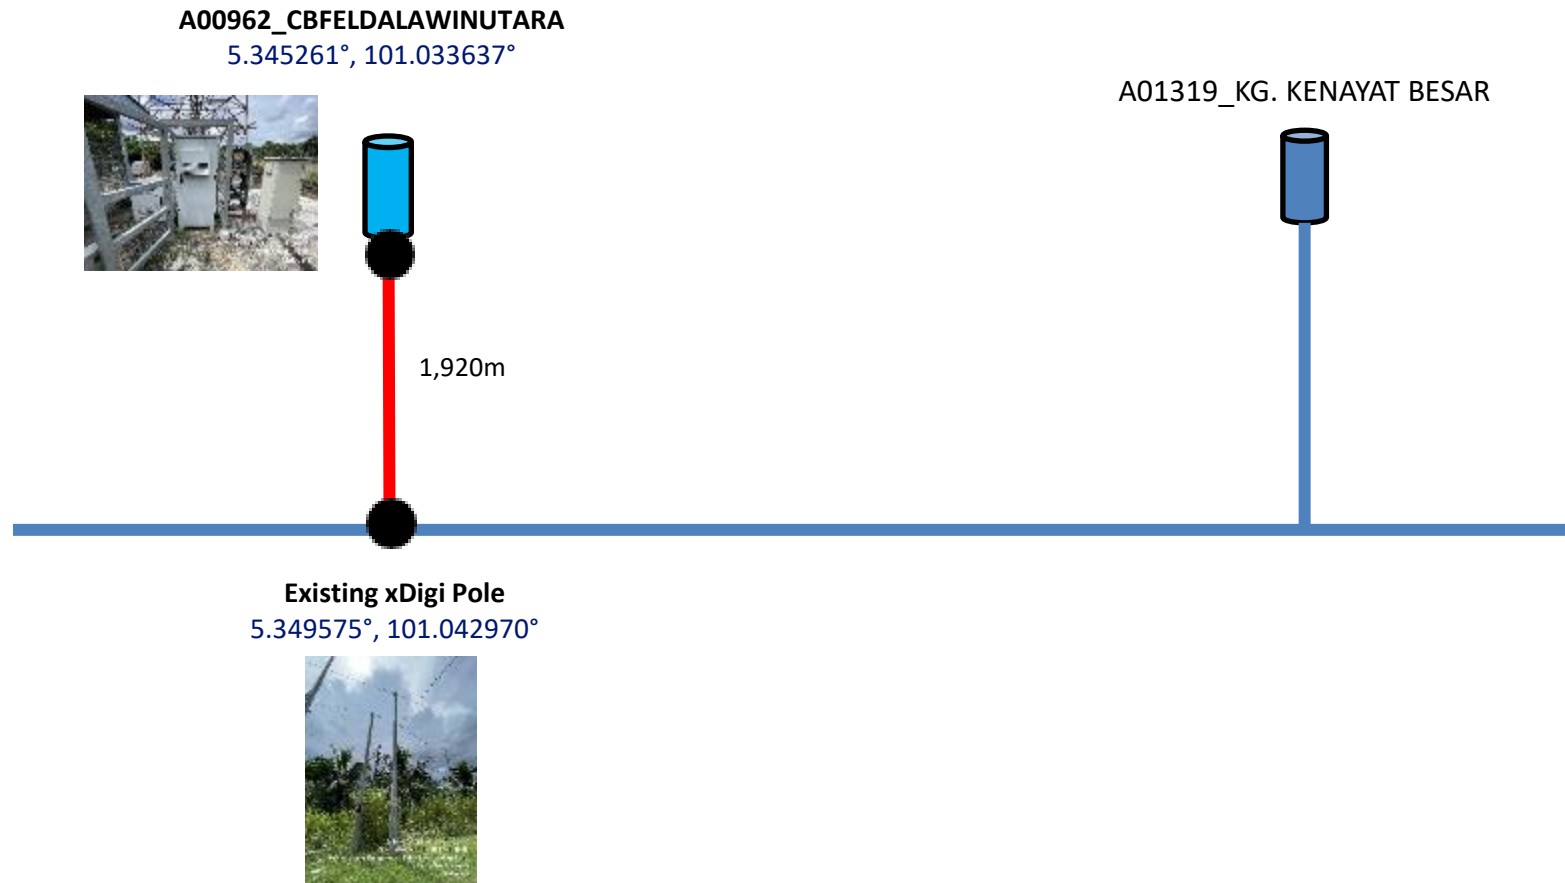 A00962_CBFELDALAWINUTARA
5.345261°, 101.033637°
A01319_KG. KENAYAT BESAR
1,920m
Existing xDigi Pole
5.349575°, 101.042970°